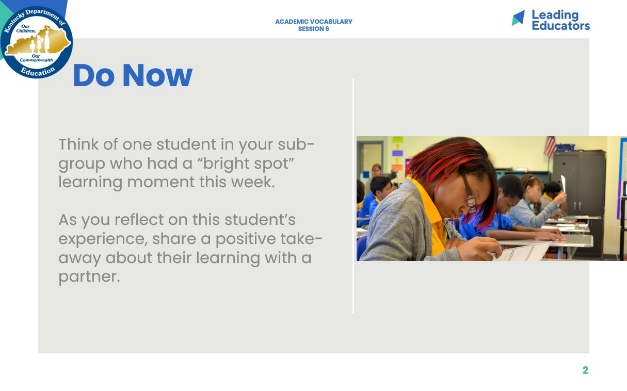 Kentucky Department of
Our Children,
Our Commonwealth
Education
ACADEMIC VOCABULARY
SESSION 6
Leading
Educators
Do Now
Think of one student in your sub-
group who had a “bright spot”
learning moment this week.
As you reflect on this student’s
experience, share a positive take-
away about their learning with a
partner.
2